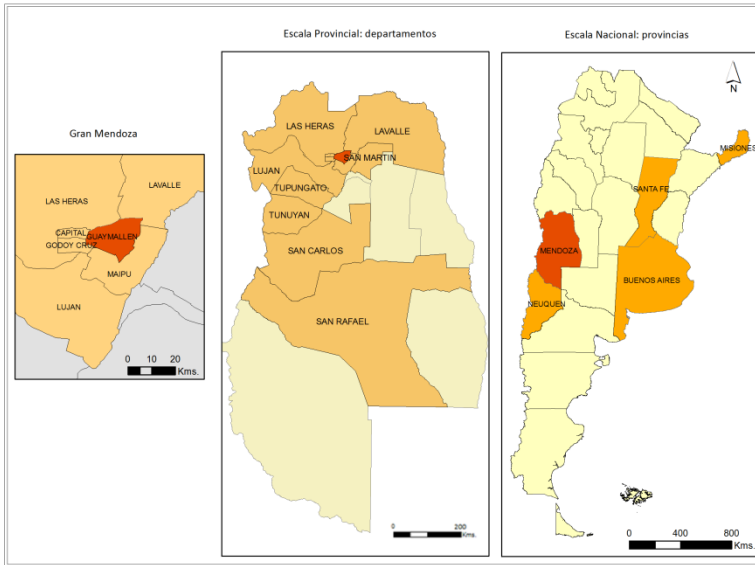 Escala Provincial: departamentos
Escala Nacional: provincias
Gran Mendoza
LAVALLE
LAS HERAS
CAPITAL
GUAYMALLEN
GODOY CRUZ
MAIPU
LUJAN
0 10 20
Kms.
LAS HERAS
LAVALLE
SAN MARTIN
LUJAN
TUPUNGATO
TUNUYAN
SAN CARLOS
SAN RAFAEL
0 200
Kms.
N
MISIONES
SANTA FE
MENDOZA
BUENOS AIRES
NEUQUEN
0 400 800
Kms.